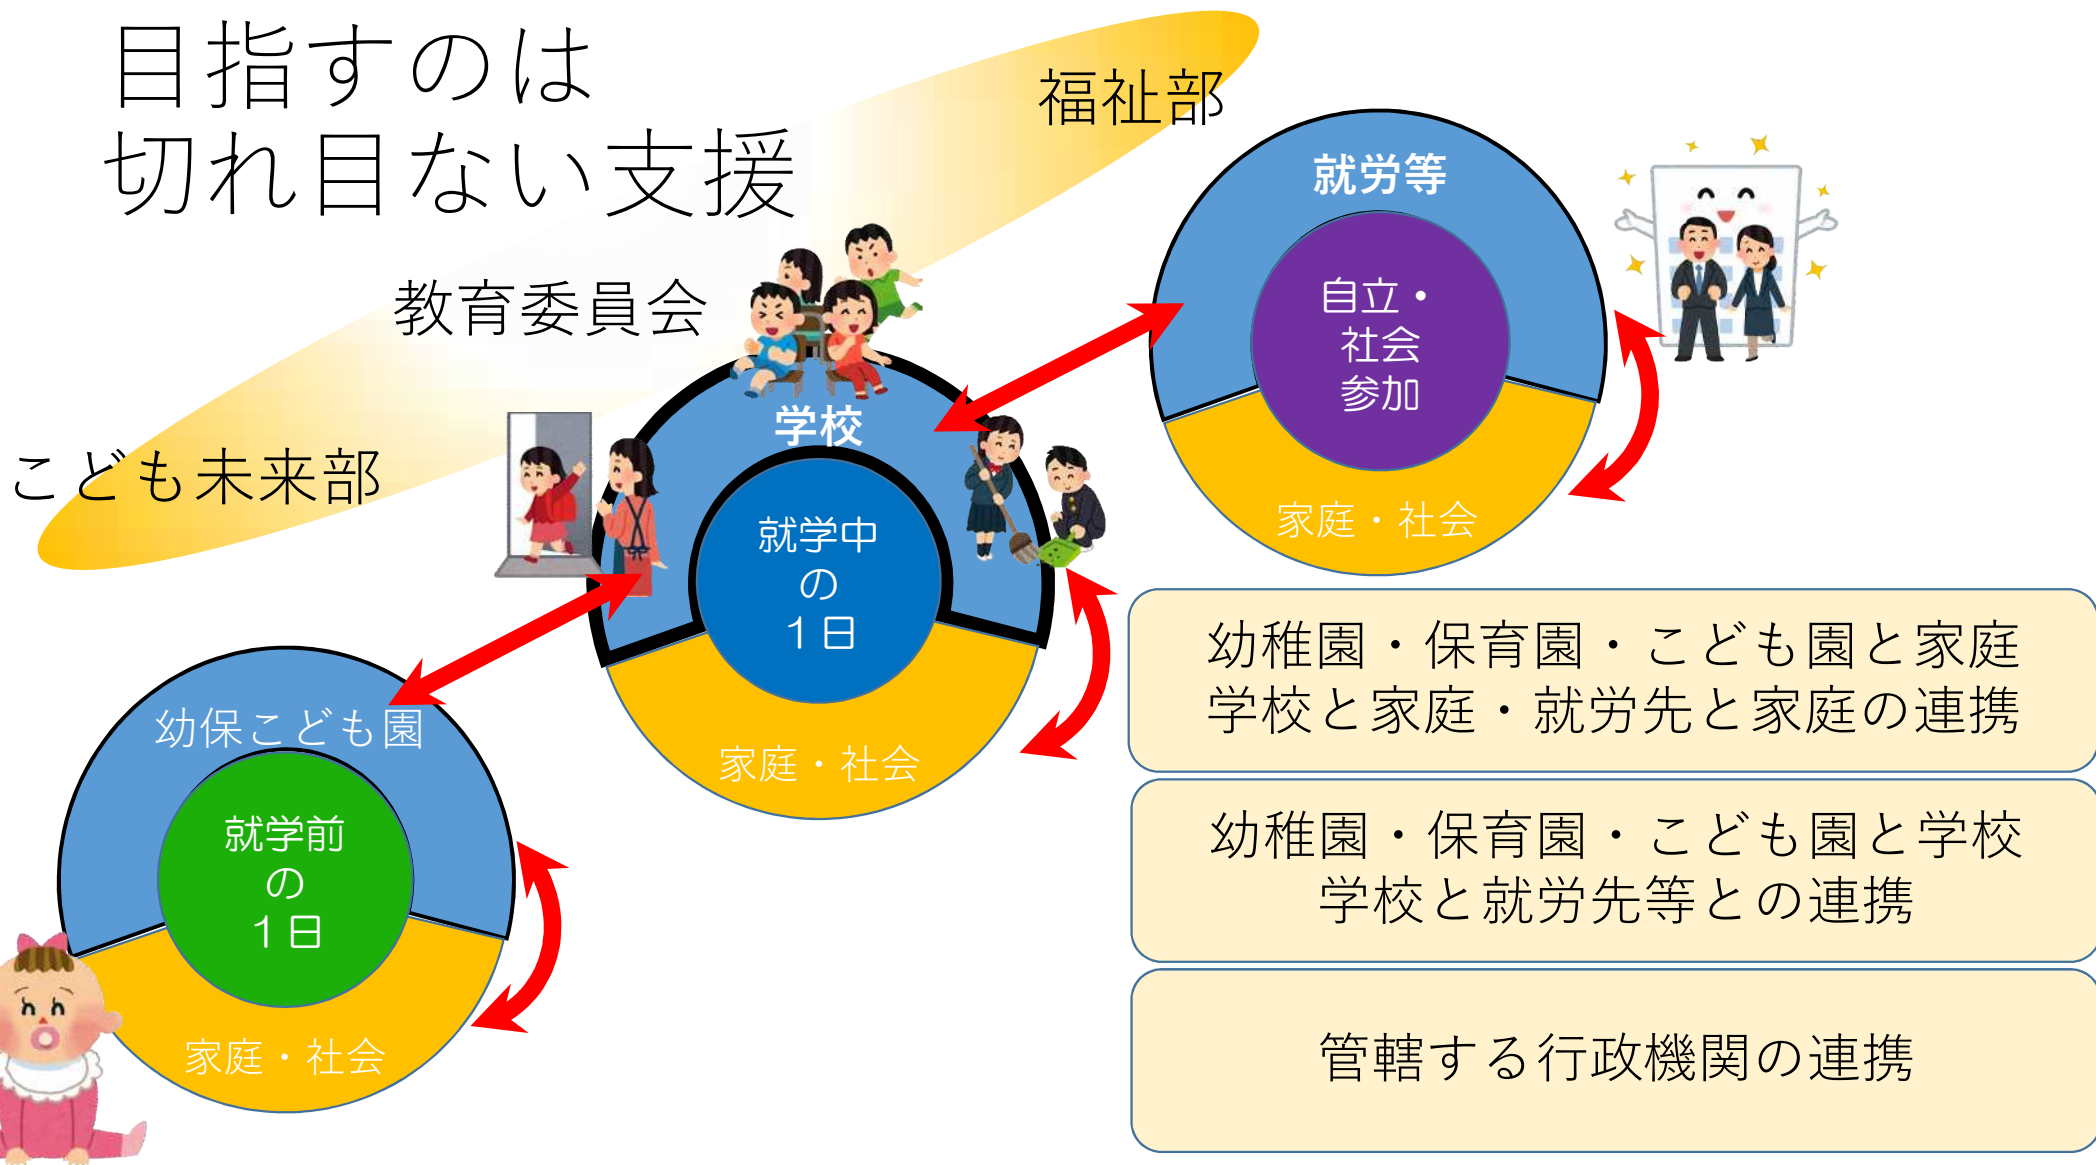 目指すのは
切れ目ない支援
福祉部
教育委員会
こども未来部
就労等
自立・
社会
参加
家庭・社会
学校
就学中
の
１日
家庭・社会
幼保こども園
就学前
の
１日
家庭・社会
幼稚園・保育園・こども園と家庭
学校と家庭・就労先と家庭の連携
幼稚園・保育園・こども園と学校
学校と就労先等との連携
管轄する行政機関の連携